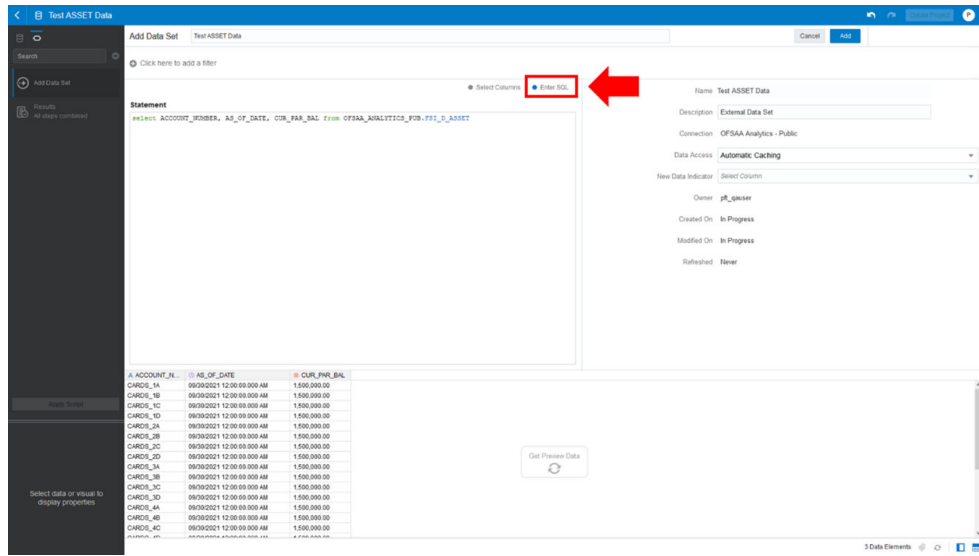 Test ASSET Data
Create Project
P
Search
Add Data Set
Results
All steps combined
Apply Script
Select data or visual to
display properties
Add Data Set
Test ASSET Data
Cancel
Add
Click here to add a filter
Select Columns
Enter SQL
Statement
select ACCOUNT_NUMBER, AS_OF_DATE, CUR_PAR_BAL from OFSAA_ANALYTICS_PUB.FSI_D_ASSET
Name Test ASSET Data
Description External Data Set
Connection OFSAA Analytics - Public
Data Access Automatic Caching
New Data Indicator Select Column
Owner pft_qauser
Created On In Progress
Modified On In Progress
Refreshed Never
A ACCOUNT_N... AS_OF_DATE # CUR_PAR_BAL
CARDS_1A 09/30/2021 12:00:00.000 AM 1,500,000.00
CARDS_1B 09/30/2021 12:00:00.000 AM 1,500,000.00
CARDS_1C 09/30/2021 12:00:00.000 AM 1,500,000.00
CARDS_1D 09/30/2021 12:00:00.000 AM 1,500,000.00
CARDS_2A 09/30/2021 12:00:00.000 AM 1,500,000.00
CARDS_2B 09/30/2021 12:00:00.000 AM 1,500,000.00
CARDS_2C 09/30/2021 12:00:00.000 AM 1,500,000.00
CARDS_2D 09/30/2021 12:00:00.000 AM 1,500,000.00
CARDS_3A 09/30/2021 12:00:00.000 AM 1,500,000.00
CARDS_3B 09/30/2021 12:00:00.000 AM 1,500,000.00
CARDS_3C 09/30/2021 12:00:00.000 AM 1,500,000.00
CARDS_3D 09/30/2021 12:00:00.000 AM 1,500,000.00
CARDS_4A 09/30/2021 12:00:00.000 AM 1,500,000.00
CARDS_4B 09/30/2021 12:00:00.000 AM 1,500,000.00
CARDS_4C 09/30/2021 12:00:00.000 AM 1,500,000.00
Get Preview Data
3 Data Elements